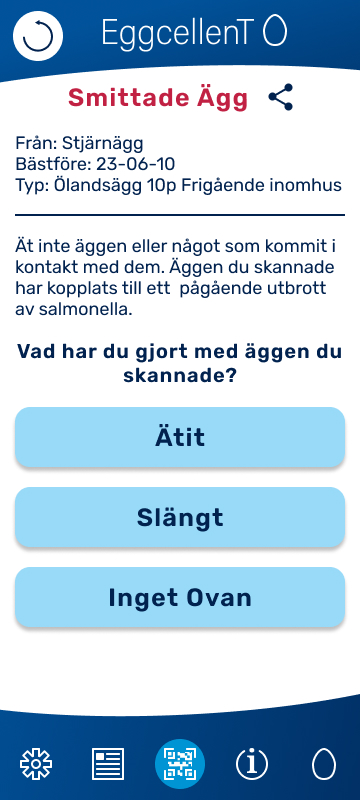 EggcellenT
Smittade Ägg
Från: Stjärnägg
Bästföre: 23-06-10
Typ: Ölandsägg 10p Frigående inomhus
Ät inte äggen eller något som kommit i
kontakt med dem. Äggen du skannade
har kopplats till ett pågående utbrott
av salmonella.
Vad har du gjort med äggen du
skannade?
Ätit
Slängt
Inget Ovan